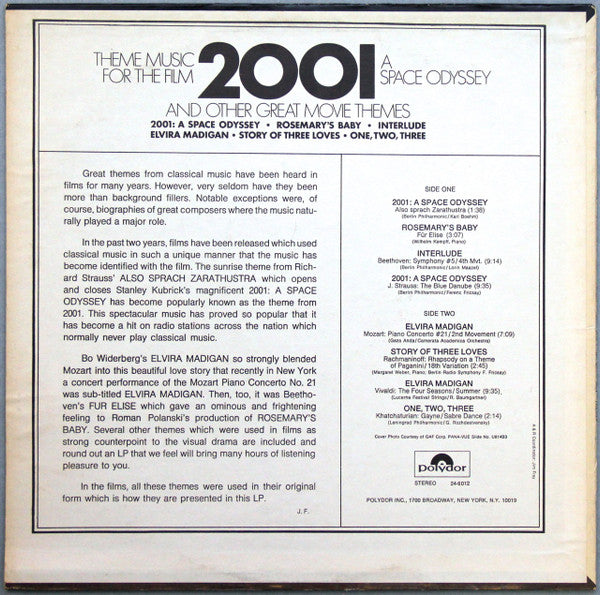 THEME MUSIC
FOR THE FILM
2001
A
SPACE ODYSSEY
AND OTHER GREAT MOVIE THEMES
2001: A SPACE ODYSSEY • ROSEMARY'S BABY • INTERLUDE
ELVIRA MADIGAN • STORY OF THREE LOVES • ONE, TWO, THREE
Great themes from classical music have been heard in
films for many years. However, very seldom have they been
more than background fillers. Notable exceptions were, of
course, biographies of great composers where the music natu-
rally played a major role.
In the past two years, films have been released which used
classical music in such a unique manner that the music has
become identified with the film. The sunrise theme from Rich-
ard Strauss' ALSO SPRACH ZARATHUSTRA which opens
and closes Stanley Kubrick's magnificent 2001: A SPACE
ODYSSEY has become popularly known as the theme from
2001. This spectacular music has proved so popular that it
has become a hit on radio stations across the nation which
normally never play classical music.
Bo Widerberg's ELVIRA MADIGAN so strongly blended
Mozart into this beautiful love story that recently in New York
a concert performance of the Mozart Piano Concerto No. 21
was sub-titled ELVIRA MADIGAN. Then, too, it was Beetho-
ven's FUR ELISE which gave an ominous and frightening
feeling to Roman Polanski's production of ROSEMARY'S
BABY. Several other themes which were used in films as
strong counterpoint to the visual drama are included and
round out an LP that we feel will bring many hours of listening
pleasure to you.
In the films, all these themes were used in their original
form which is how they are presented in this LP.
J. F.
SIDE ONE
2001: A SPACE ODYSSEY
Also sprach Zarathustra (1:36)
(Berlin Philharmonic/Karl Boehm)
ROSEMARY'S BABY
Für Elise (3:07)
(Wilhelm Kempff, Piano)
INTERLUDE
Beethoven: Symphony #5/4th Mvt. (9:14)
(Berlin Philharmonic/Lorin Maazel)
2001: A SPACE ODYSSEY
J. Strauss: The Blue Danube (9:35)
(Berlin Philharmonic/Ferenc Fricsay)
SIDE TWO
ELVIRA MADIGAN
Mozart: Piano Concerto #21/2nd Movement (7:09)
(Geza Anda/Camerata Academica Orchestra)
STORY OF THREE LOVES
Rachmaninoff: Rhapsody on a Theme
of Paganini/18th Variation (2:45)
(Margaret Weber, Piano, Berlin Radio Symphony F. Fricsay)
ELVIRA MADIGAN
Vivaldi: The Four Seasons/Summer (9:35)
(Lucerne Festival Strings/R. Baumgartner)
ONE, TWO, THREE
Khatchaturian: Gayne/Sabre Dance (2:14)
(Leningrad Philharmonic/G. Rozhdestvensky)
Cover Photo Courtesy of GAF Corp. PANA-VUE Slide No.
polydor
STEREO 24-6012
POLYDOR INC., 1700 BROADWAY, NEW YORK, N.Y. 10019